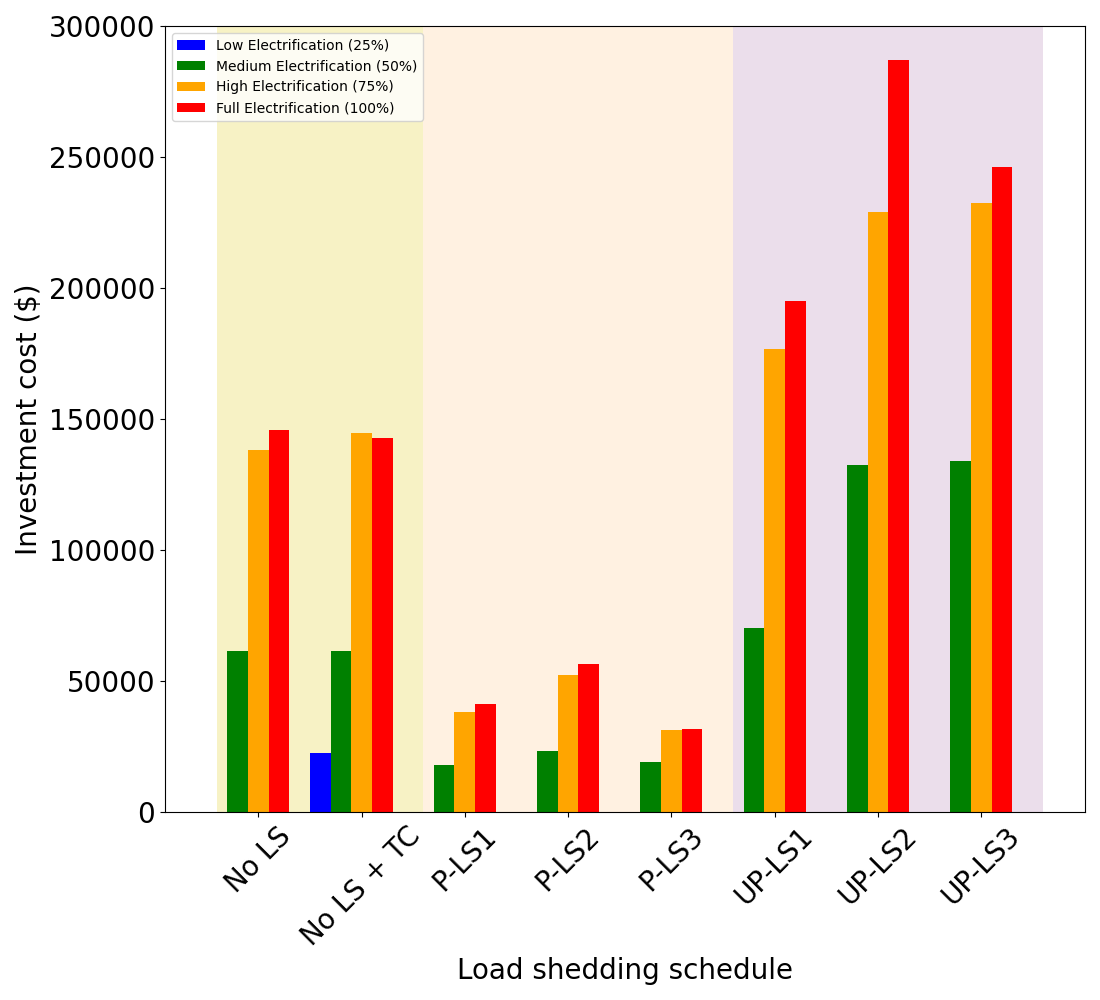 300000
250000
200000
150000
100000
50000
0
Investment cost ($)
Low Electrification (25%)
Medium Electrification (50%)
High Electrification (75%)
Full Electrification (100%)
No LS
No LS + TC
P-LS1
P-LS2
P-LS3
UP-LS1
UP-LS2
UP-LS3
Load shedding schedule